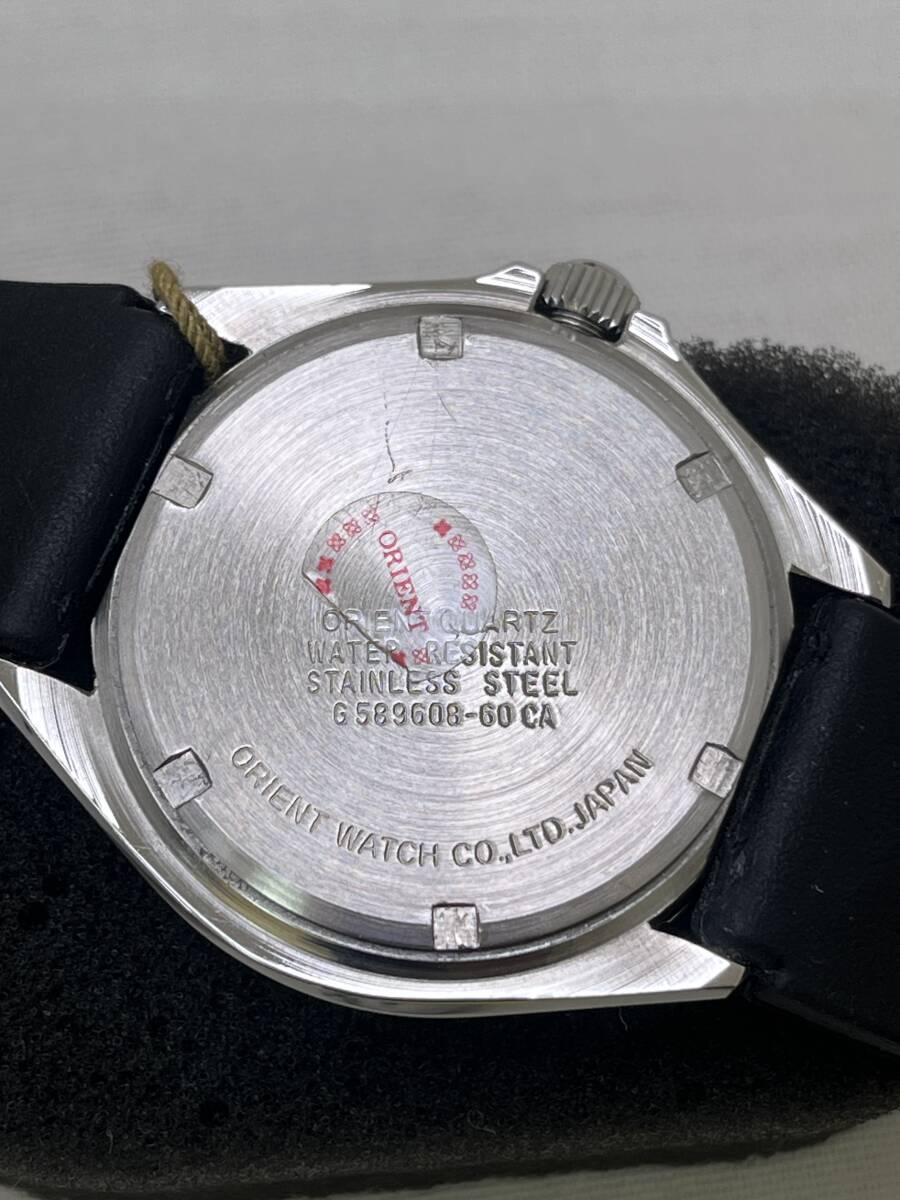 ORIENT
ORIENT QUARTZ
WATER RESISTANT
STAINLESS STEEL
G589608-60 CA
ORIENT WATCH CO.,LTD.JAPAN